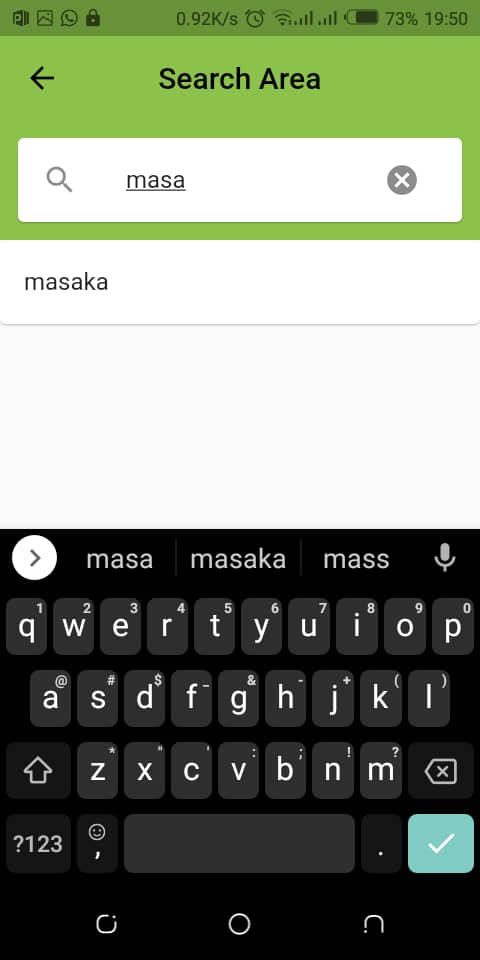 0.92K/s 73% 19:50
Search Area
masa
masaka
masa masaka mass
1 2 3 4 5 6 7 8 9 0
q w e r t y u i o p
@ # $ _ & - + ( )
a s d f g h j k l
* " ' : ; ! ?
z x c v b n m
?123 , .